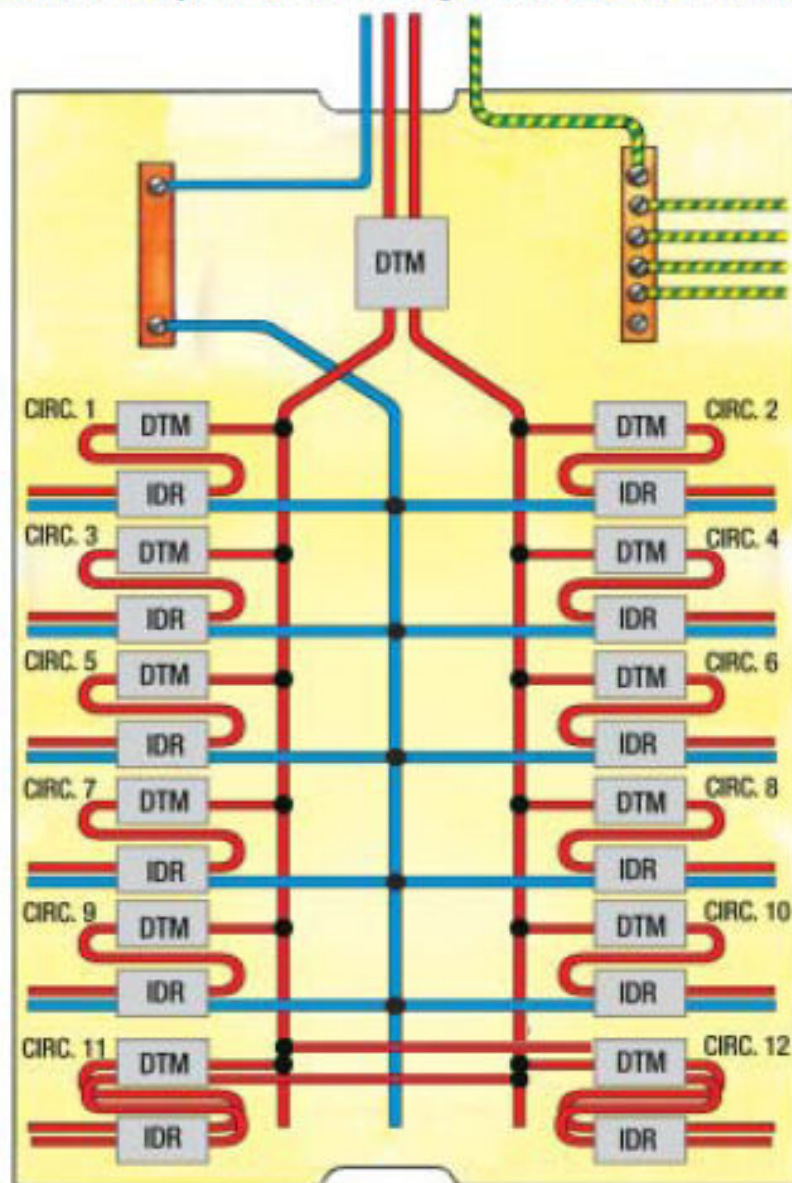 DTM
CIRC. 1 DTM DTM CIRC. 2
IDR IDR
CIRC. 3 DTM DTM CIRC. 4
IDR IDR
CIRC. 5 DTM DTM CIRC. 6
IDR IDR
CIRC. 7 DTM DTM CIRC. 8
IDR IDR
CIRC. 9 DTM DTM CIRC. 10
IDR IDR
CIRC. 11 DTM DTM CIRC. 12
IDR IDR